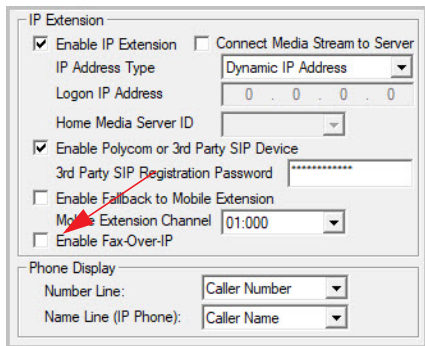 IP Extension
Enable IP Extension Connect Media Stream to Server
IP Address Type Dynamic IP Address
Logon IP Address 0 . 0 . 0 . 0
Home Media Server ID
Enable Polycom or 3rd Party SIP Device
3rd Party SIP Registration Password ************
Enable Fallback to Mobile Extension
Mobile Extension Channel 01:000
Enable Fax-Over-IP
Phone Display
Number Line: Caller Number
Name Line (IP Phone): Caller Name